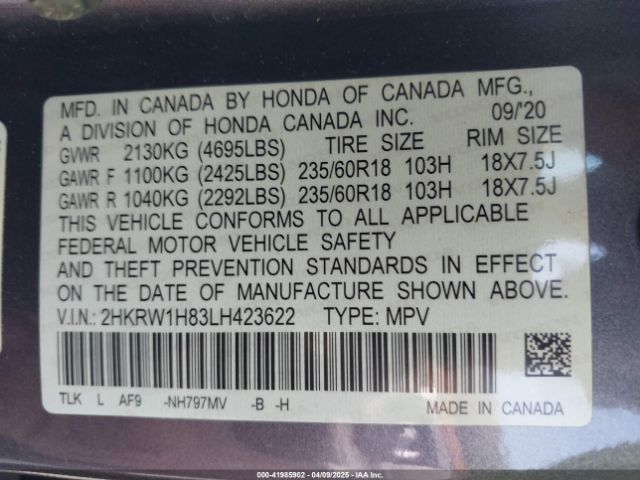 MFD. IN CANADA BY HONDA OF CANADA MFG.,
A DIVISION OF HONDA CANADA INC. 09/'20
GVWR 2130KG (4695LBS) TIRE SIZE RIM SIZE
GAWR F 1100KG (2425LBS) 235/60R18 103H 18X7.5J
GAWR R 1040KG (2292LBS) 235/60R18 103H 18X7.5J
THIS VEHICLE CONFORMS TO ALL APPLICABLE
FEDERAL MOTOR VEHICLE SAFETY
AND THEFT PREVENTION STANDARDS IN EFFECT
ON THE DATE OF MANUFACTURE SHOWN ABOVE.
V.I.N.: 2HKRW1H83LH423622 TYPE: MPV
TLK L AF9 -NH797MV -B -H MADE IN CANADA
000-41985902 | 04/09/2025 | IAA Inc.